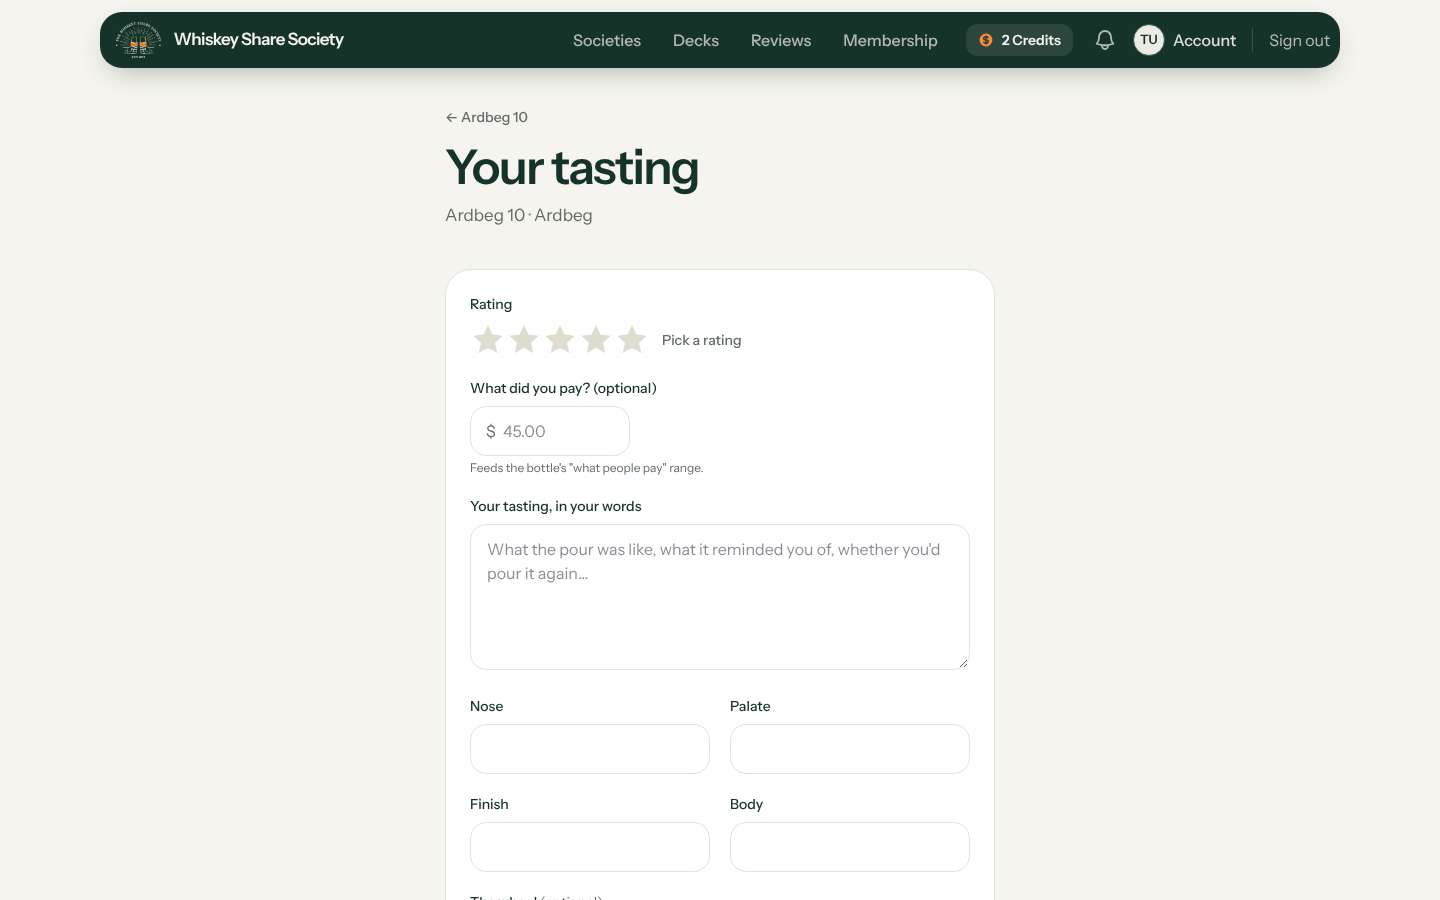 Whiskey Share Society
Societies
Decks
Reviews
Membership
2 Credits
TU
Account
Sign out
← Ardbeg 10
Your tasting
Ardbeg 10 · Ardbeg
Rating
Pick a rating
What did you pay? (optional)
$ 45.00
Feeds the bottle's "what people pay" range.
Your tasting, in your words
What the pour was like, what it reminded you of, whether you'd
pour it again...
Nose
Palate
Finish
Body